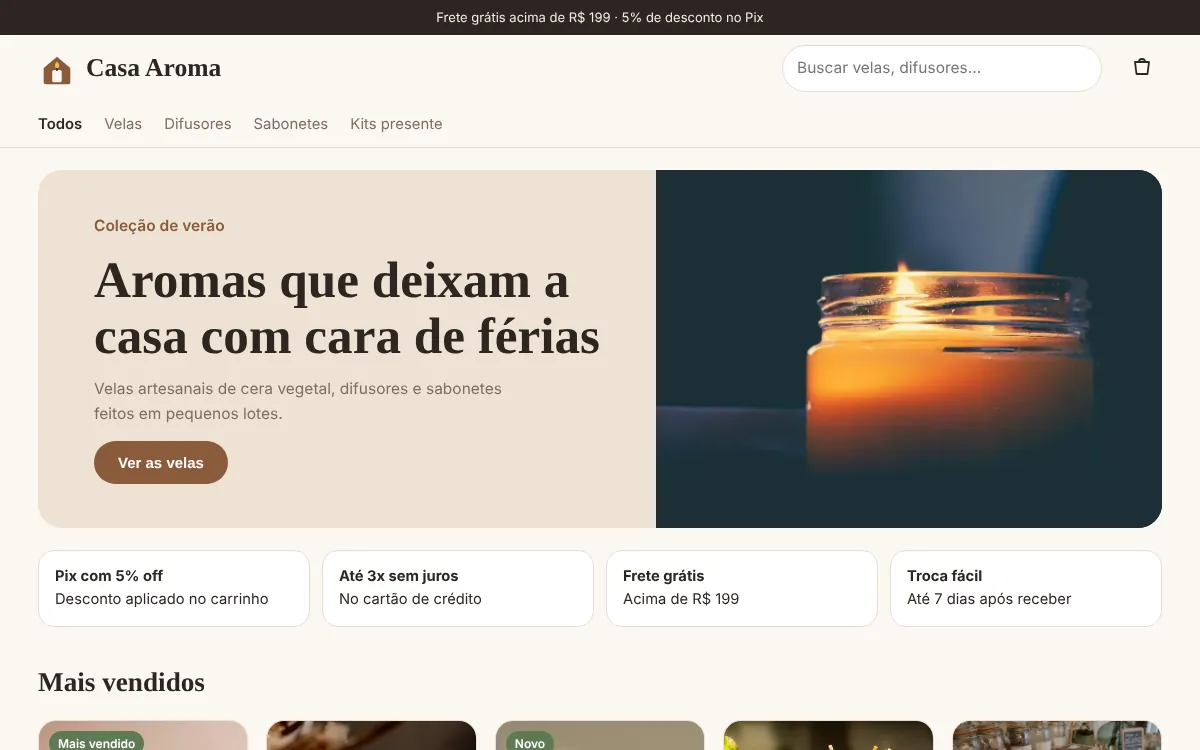 Frete grátis acima de R$ 199 · 5% de desconto no Pix
Casa Aroma
Buscar velas, difusores...
Todos
Velas
Difusores
Sabonetes
Kits presente
Coleção de verão
Aromas que deixam a
casa com cara de férias
Velas artesanais de cera vegetal, difusores e sabonetes
feitos em pequenos lotes.
Ver as velas
Pix com 5% off
Desconto aplicado no carrinho
Até 3x sem juros
No cartão de crédito
Frete grátis
Acima de R$ 199
Troca fácil
Até 7 dias após receber
Mais vendidos
Mais vendido
Novo